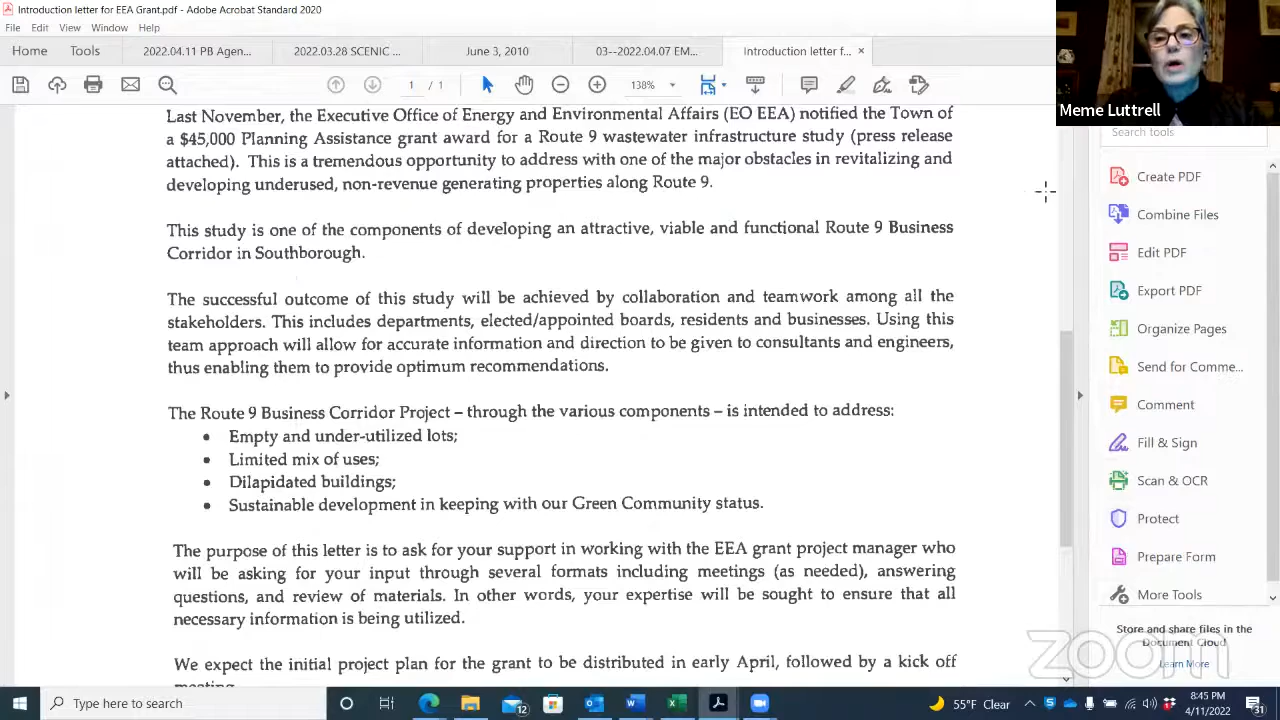 Introduction letter for EEA Grant.pdf - Adobe Acrobat Standard 2020
File Edit View Window Help
Home Tools 2022.04.11 PB Agen... 2022.03.28 SCENIC ... June 3, 2010 03--2022.04.07 EM... Introduction letter f... ×
1 / 1 138%
Meme Luttrell
Last November, the Executive Office of Energy and Environmental Affairs (EO EEA) notified the Town of
a $45,000 Planning Assistance grant award for a Route 9 wastewater infrastructure study (press release
attached). This is a tremendous opportunity to address with one of the major obstacles in revitalizing and
developing underused, non-revenue generating properties along Route 9.
This study is one of the components of developing an attractive, viable and functional Route 9 Business
Corridor in Southborough.
The successful outcome of this study will be achieved by collaboration and teamwork among all the
stakeholders. This includes departments, elected/appointed boards, residents and businesses. Using this
team approach will allow for accurate information and direction to be given to consultants and engineers,
thus enabling them to provide optimum recommendations.
The Route 9 Business Corridor Project – through the various components – is intended to address:
• Empty and under-utilized lots;
• Limited mix of uses;
• Dilapidated buildings;
• Sustainable development in keeping with our Green Community status.
The purpose of this letter is to ask for your support in working with the EEA grant project manager who
will be asking for your input through several formats including meetings (as needed), answering
questions, and review of materials. In other words, your expertise will be sought to ensure that all
necessary information is being utilized.
We expect the initial project plan for the grant to be distributed in early April, followed by a kick off
meeting
Search tools
Create PDF
Combine Files
Edit PDF
Export PDF
Organize Pages
Send for Comme...
Comment
Fill & Sign
Scan & OCR
Protect
Prepare Form
More Tools
Store and share files in the
Document Cloud
Learn More
zoom
Type here to search
12
55°F Clear
8:45 PM
4/11/2022
31